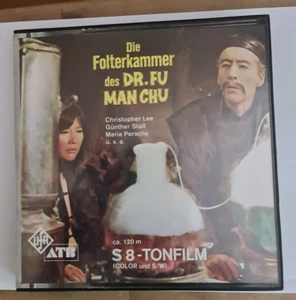 Die
Folterkammer
des DR. FU
MAN CHU
Christopher Lee
Günther Stoll
Maria Perschy
u. v. a.
ca. 120 m
S 8-TONFILM
(COLOR und S/W)
UFA
ATB